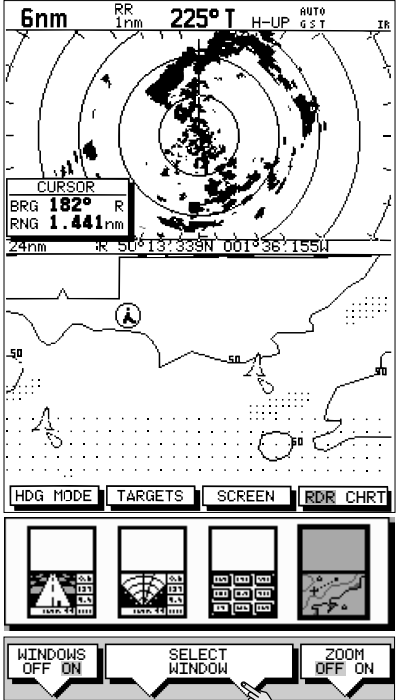 6nm RR 1nm 225° T H-UP AUTO G S T IR
CURSOR
BRG 182° R
RNG 1.441nm
24nm R 50°13.339N 001°36.155W
50
50
50
50
HDG MODE TARGETS SCREEN RDR CHRT
WINDOWS OFF ON
SELECT WINDOW
ZOOM OFF ON